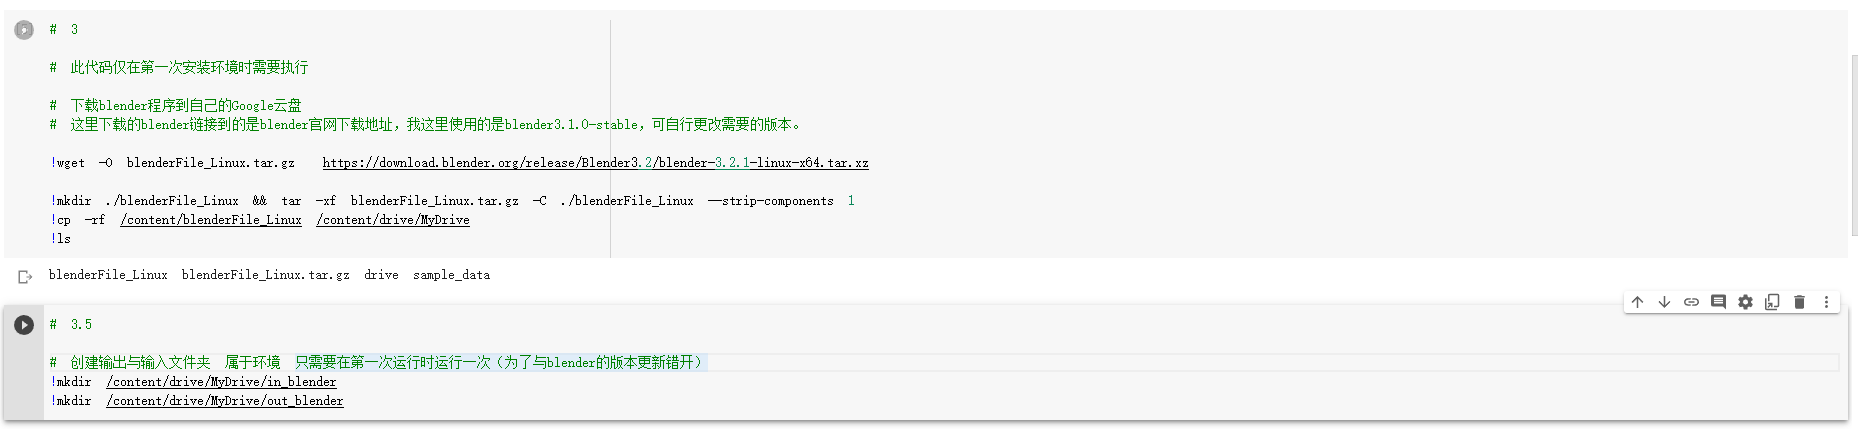 # 3
# 此代码仅在第一次安装环境时需要执行
# 下载blender程序到自己的Google云盘
# 这里下载的blender链接到的是blender官网下载地址，我这里使用的是blender3.1.0-stable，可自行更改需要的版本。
!wget -O blenderFile_Linux.tar.gz https://download.blender.org/release/Blender3.2/blender-3.2.1-linux-x64.tar.xz
!mkdir ./blenderFile_Linux && tar -xf blenderFile_Linux.tar.gz -C ./blenderFile_Linux --strip-components 1
!cp -rf /content/blenderFile_Linux /content/drive/MyDrive
!ls
blenderFile_Linux blenderFile_Linux.tar.gz drive sample_data
# 3.5
# 创建输出与输入文件夹 属于环境 只需要在第一次运行时运行一次（为了与blender的版本更新错开）
!mkdir /content/drive/MyDrive/in_blender
!mkdir /content/drive/MyDrive/out_blender